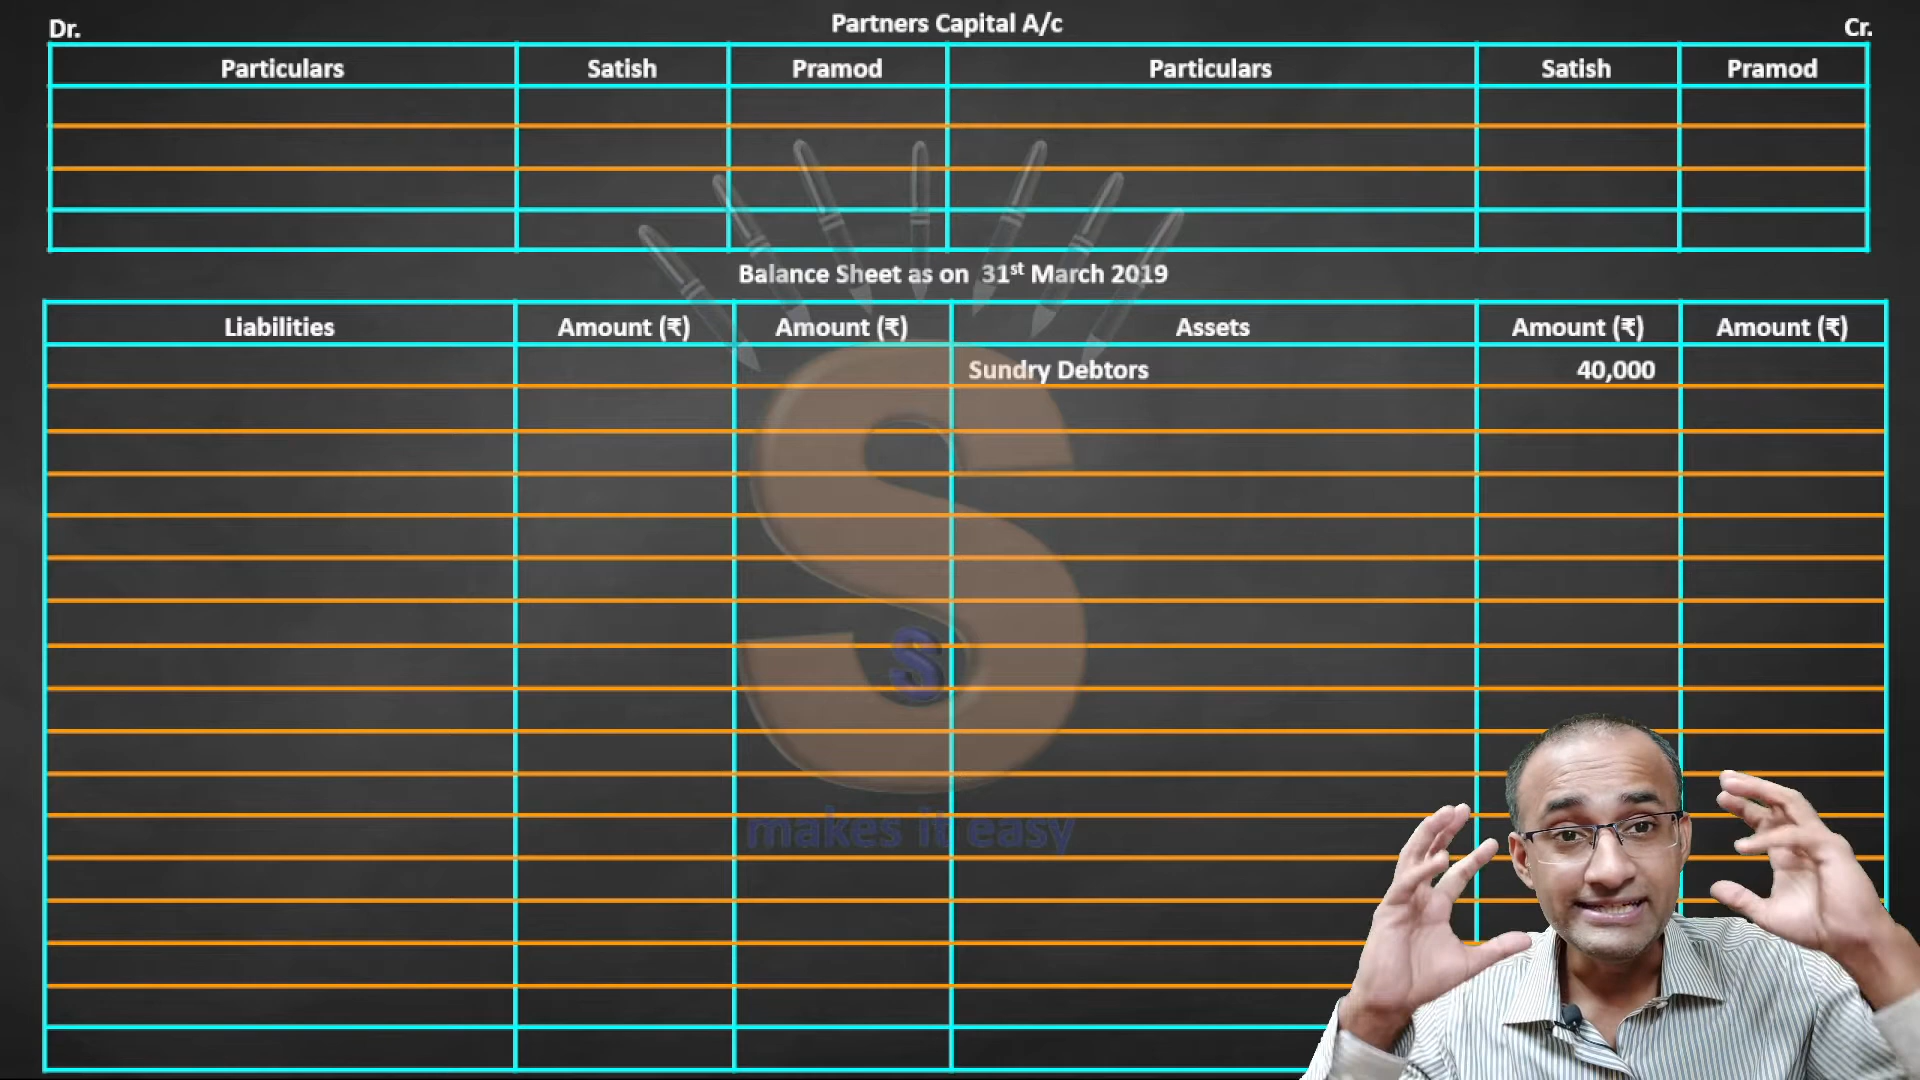 Dr.
Partners Capital A/c
Cr.
Particulars Satish Pramod Particulars Satish Pramod
Balance Sheet as on 31st March 2019
Liabilities Amount (₹) Amount (₹) Assets Amount (₹) Amount (₹)
Sundry Debtors 40,000
S
S
makes it easy